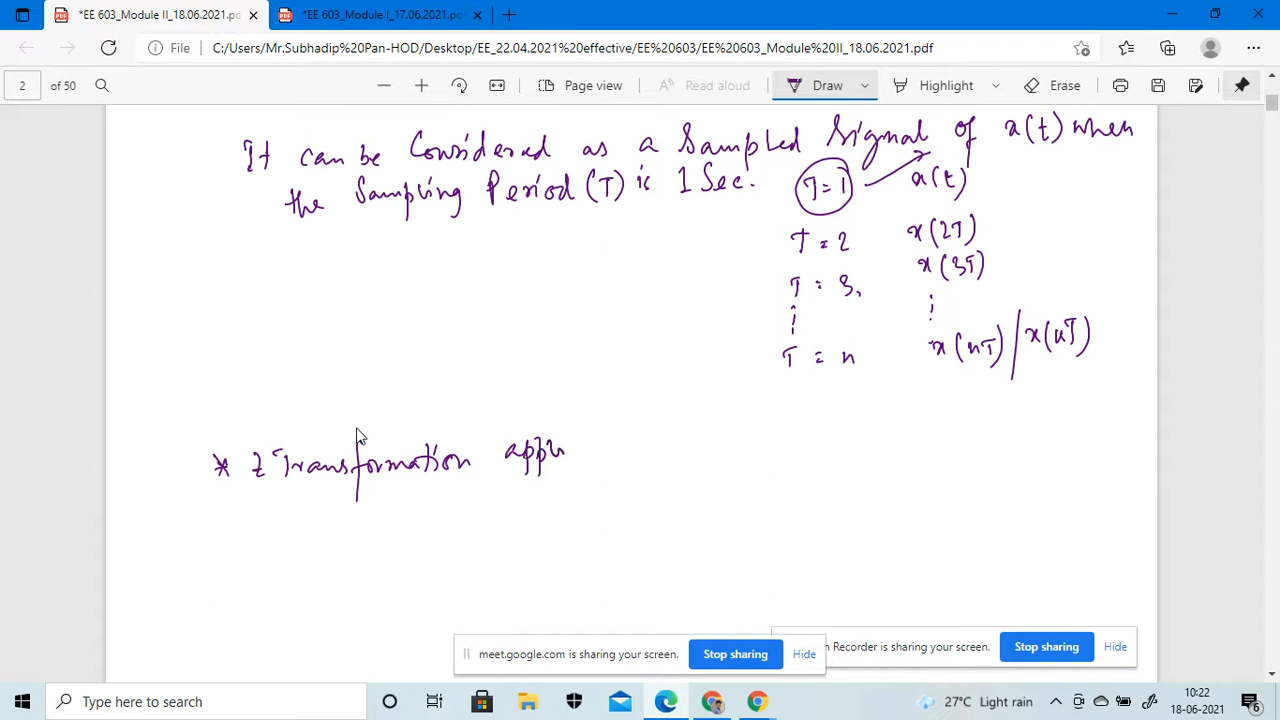 *EE 603_Module II_18.06.2021.pdf
*EE 603_Module I_17.06.2021.pdf
File
C:/Users/Mr.Subhadip%20Pan-HOD/Desktop/EE_22.04.2021%20effective/EE%20603/EE%20603_Module%20II_18.06.2021.pdf
2 of 50
Page view
Read aloud
Draw
Highlight
Erase
It can be Considered as a Sampled Signal of x(t) when
the Sampling Period (T) is 1 Sec.
T=1 x(t)
T = 2 x(2T)
T = 3, x(3T)
T = n x(nT) / x(kT)
* Z Transformation appli
meet.google.com is sharing your screen. Stop sharing Hide
n Recorder is sharing your screen. Stop sharing Hide
Type here to search
27°C Light rain
10:22
18-06-2021
6